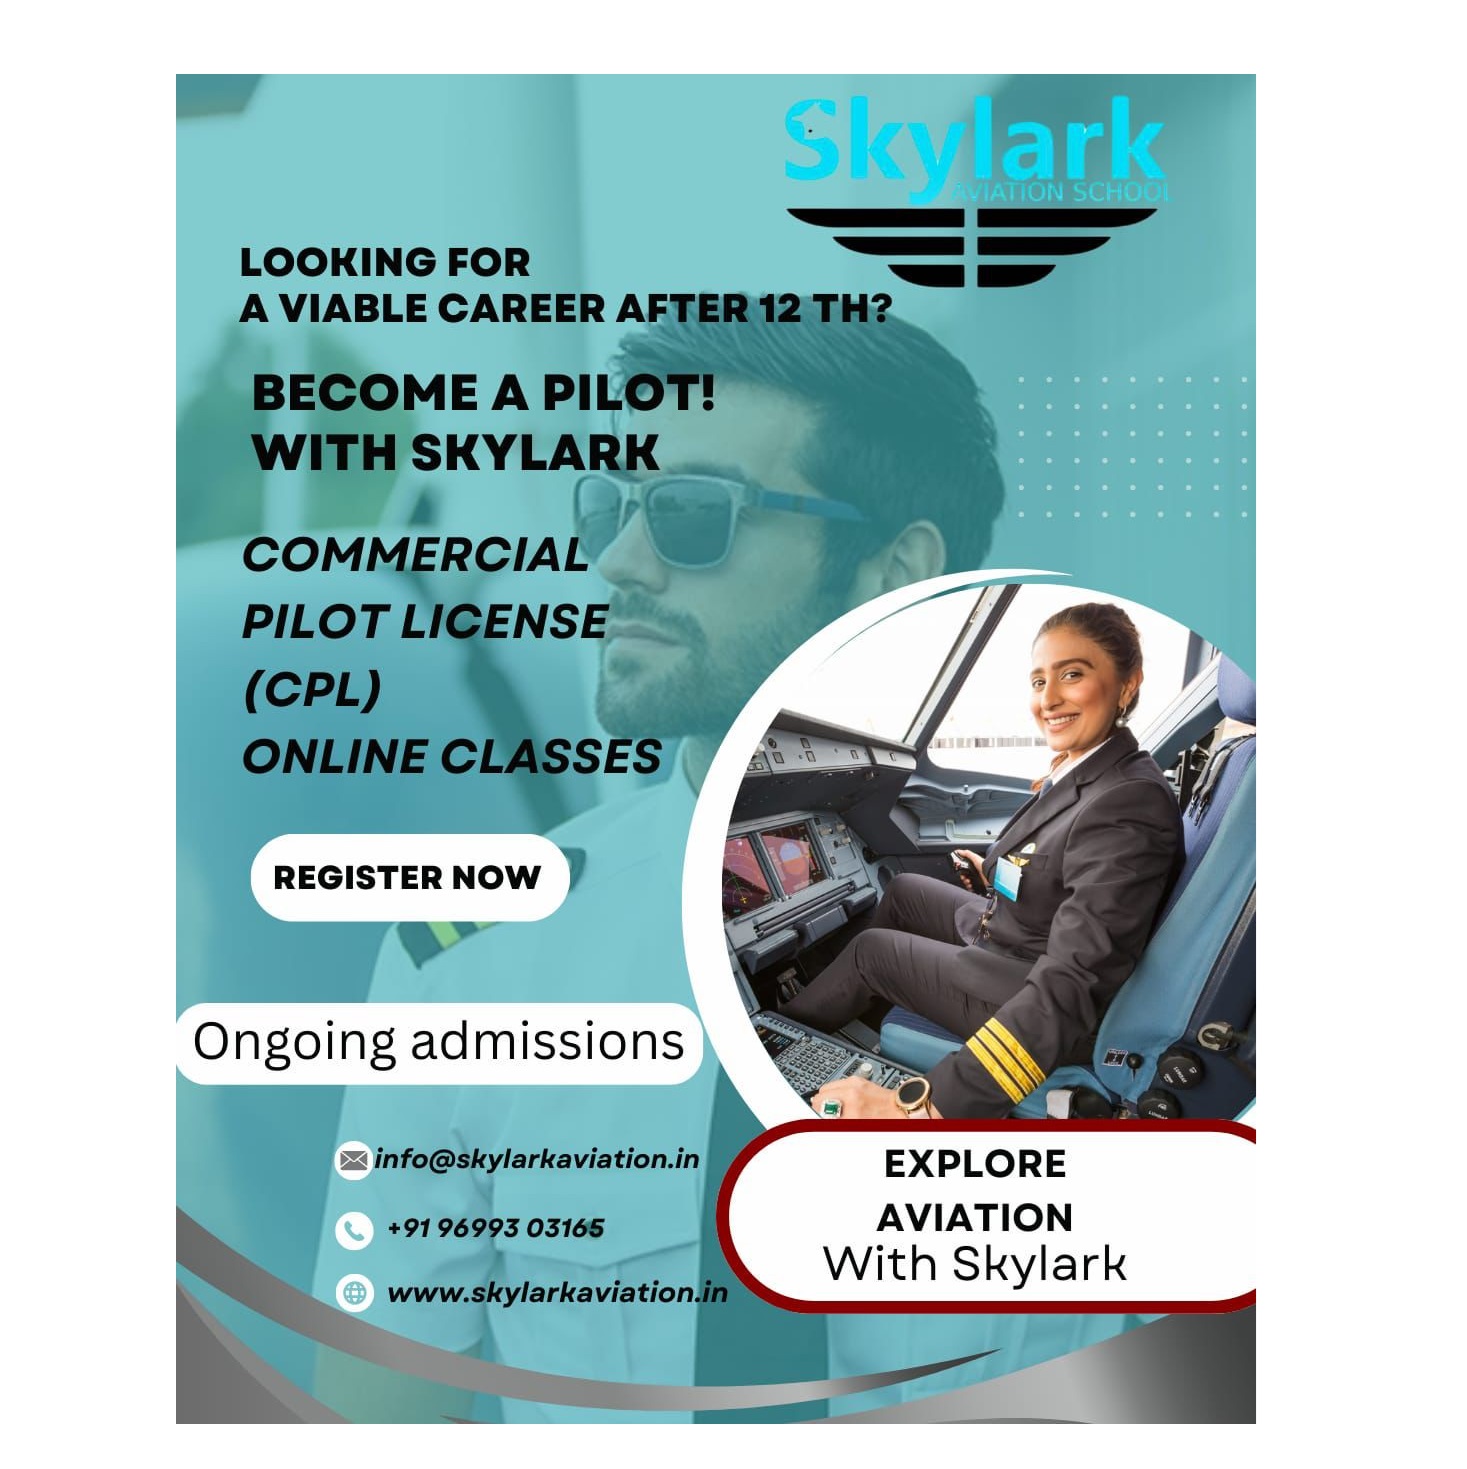 Skylark
AVIATION SCHOOL
LOOKING FOR
A VIABLE CAREER AFTER 12 TH?
BECOME A PILOT!
WITH SKYLARK
COMMERCIAL
PILOT LICENSE
(CPL)
ONLINE CLASSES
REGISTER NOW
Ongoing admissions
info@skylarkaviation.in
+91 96993 03165
www.skylarkaviation.in
EXPLORE
AVIATION
With Skylark